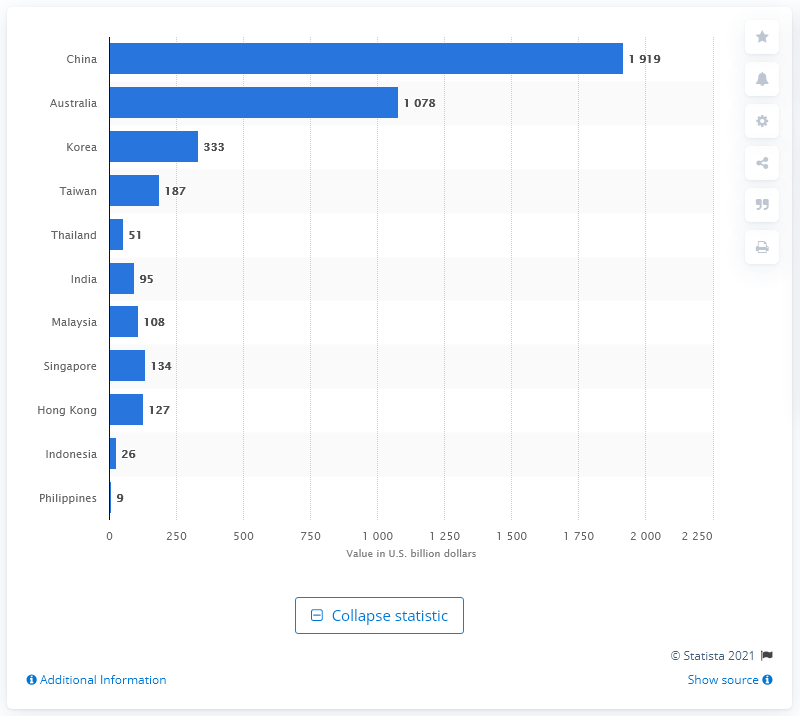 China 1 919
Australia 1 078
Korea 333
Taiwan 187
Thailand 51
India 95
Malaysia 108
Singapore 134
Hong Kong 127
Indonesia 26
Philippines 9
0 250 500 750 1 000 1 250 1 500 1 750 2 000 2 250
Value in U.S. billion dollars
Collapse statistic
© Statista 2021
Additional Information
Show source